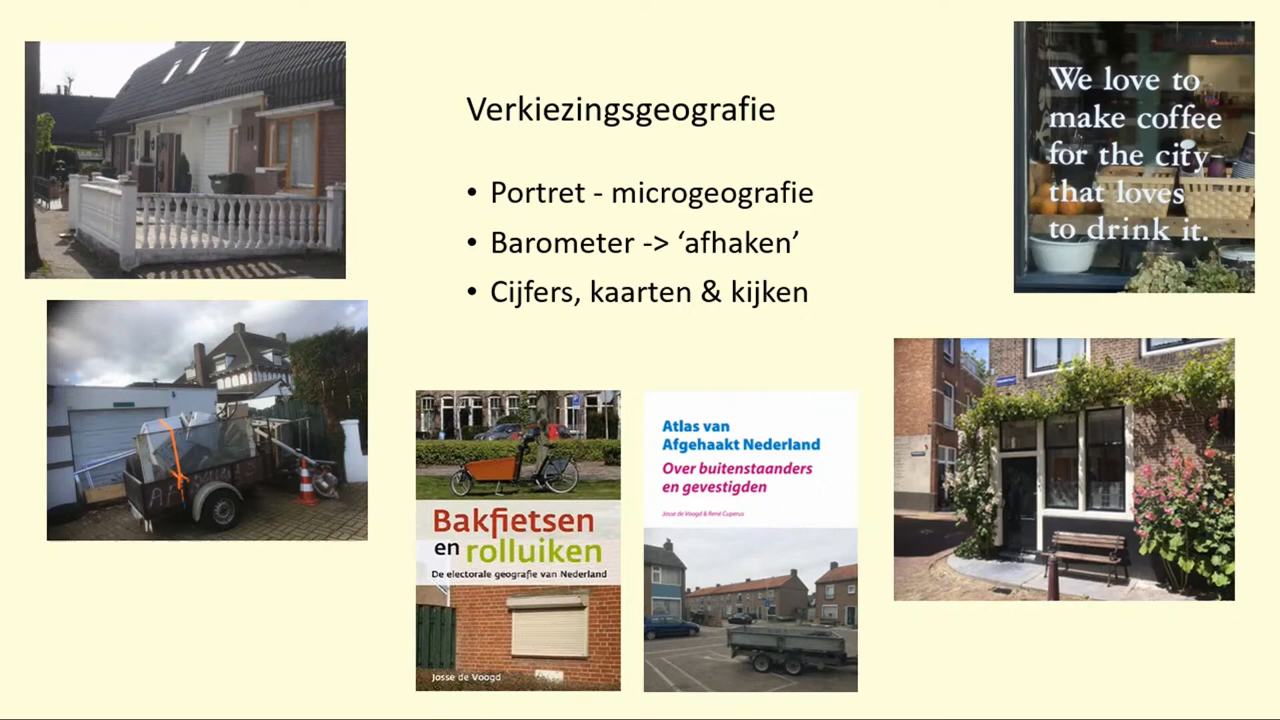 Verkiezingsgeografie
• Portret - microgeografie
• Barometer -> ‘afhaken’
• Cijfers, kaarten & kijken
We love to
make coffee
for the city-
that loves
to drink it.
Bakfietsen
en rolluiken
De electorale geografie van Nederland
Josse de Voogd
Atlas van
Afgehaakt Nederland
Over buitenstaanders
en gevestigden
Josse de Voogd & René Cuperus